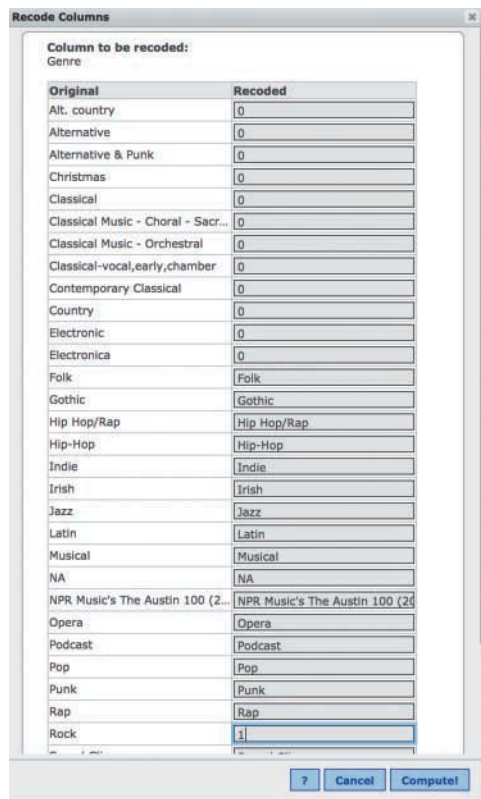 Recode Columns
Column to be recoded:
Genre
Original Recoded
Alt. country 0
Alternative 0
Alternative & Punk 0
Christmas 0
Classical 0
Classical Music - Choral - Sacr... 0
Classical Music - Orchestral 0
Classical-vocal,early,chamber 0
Contemporary Classical 0
Country 0
Electronic 0
Electronica 0
Folk Folk
Gothic Gothic
Hip Hop/Rap Hip Hop/Rap
Hip-Hop Hip-Hop
Indie Indie
Irish Irish
Jazz Jazz
Latin Latin
Musical Musical
NA NA
NPR Music's The Austin 100 (2... NPR Music's The Austin 100 (20
Opera Opera
Podcast Podcast
Pop Pop
Punk Punk
Rap Rap
Rock 1
? Cancel Compute!